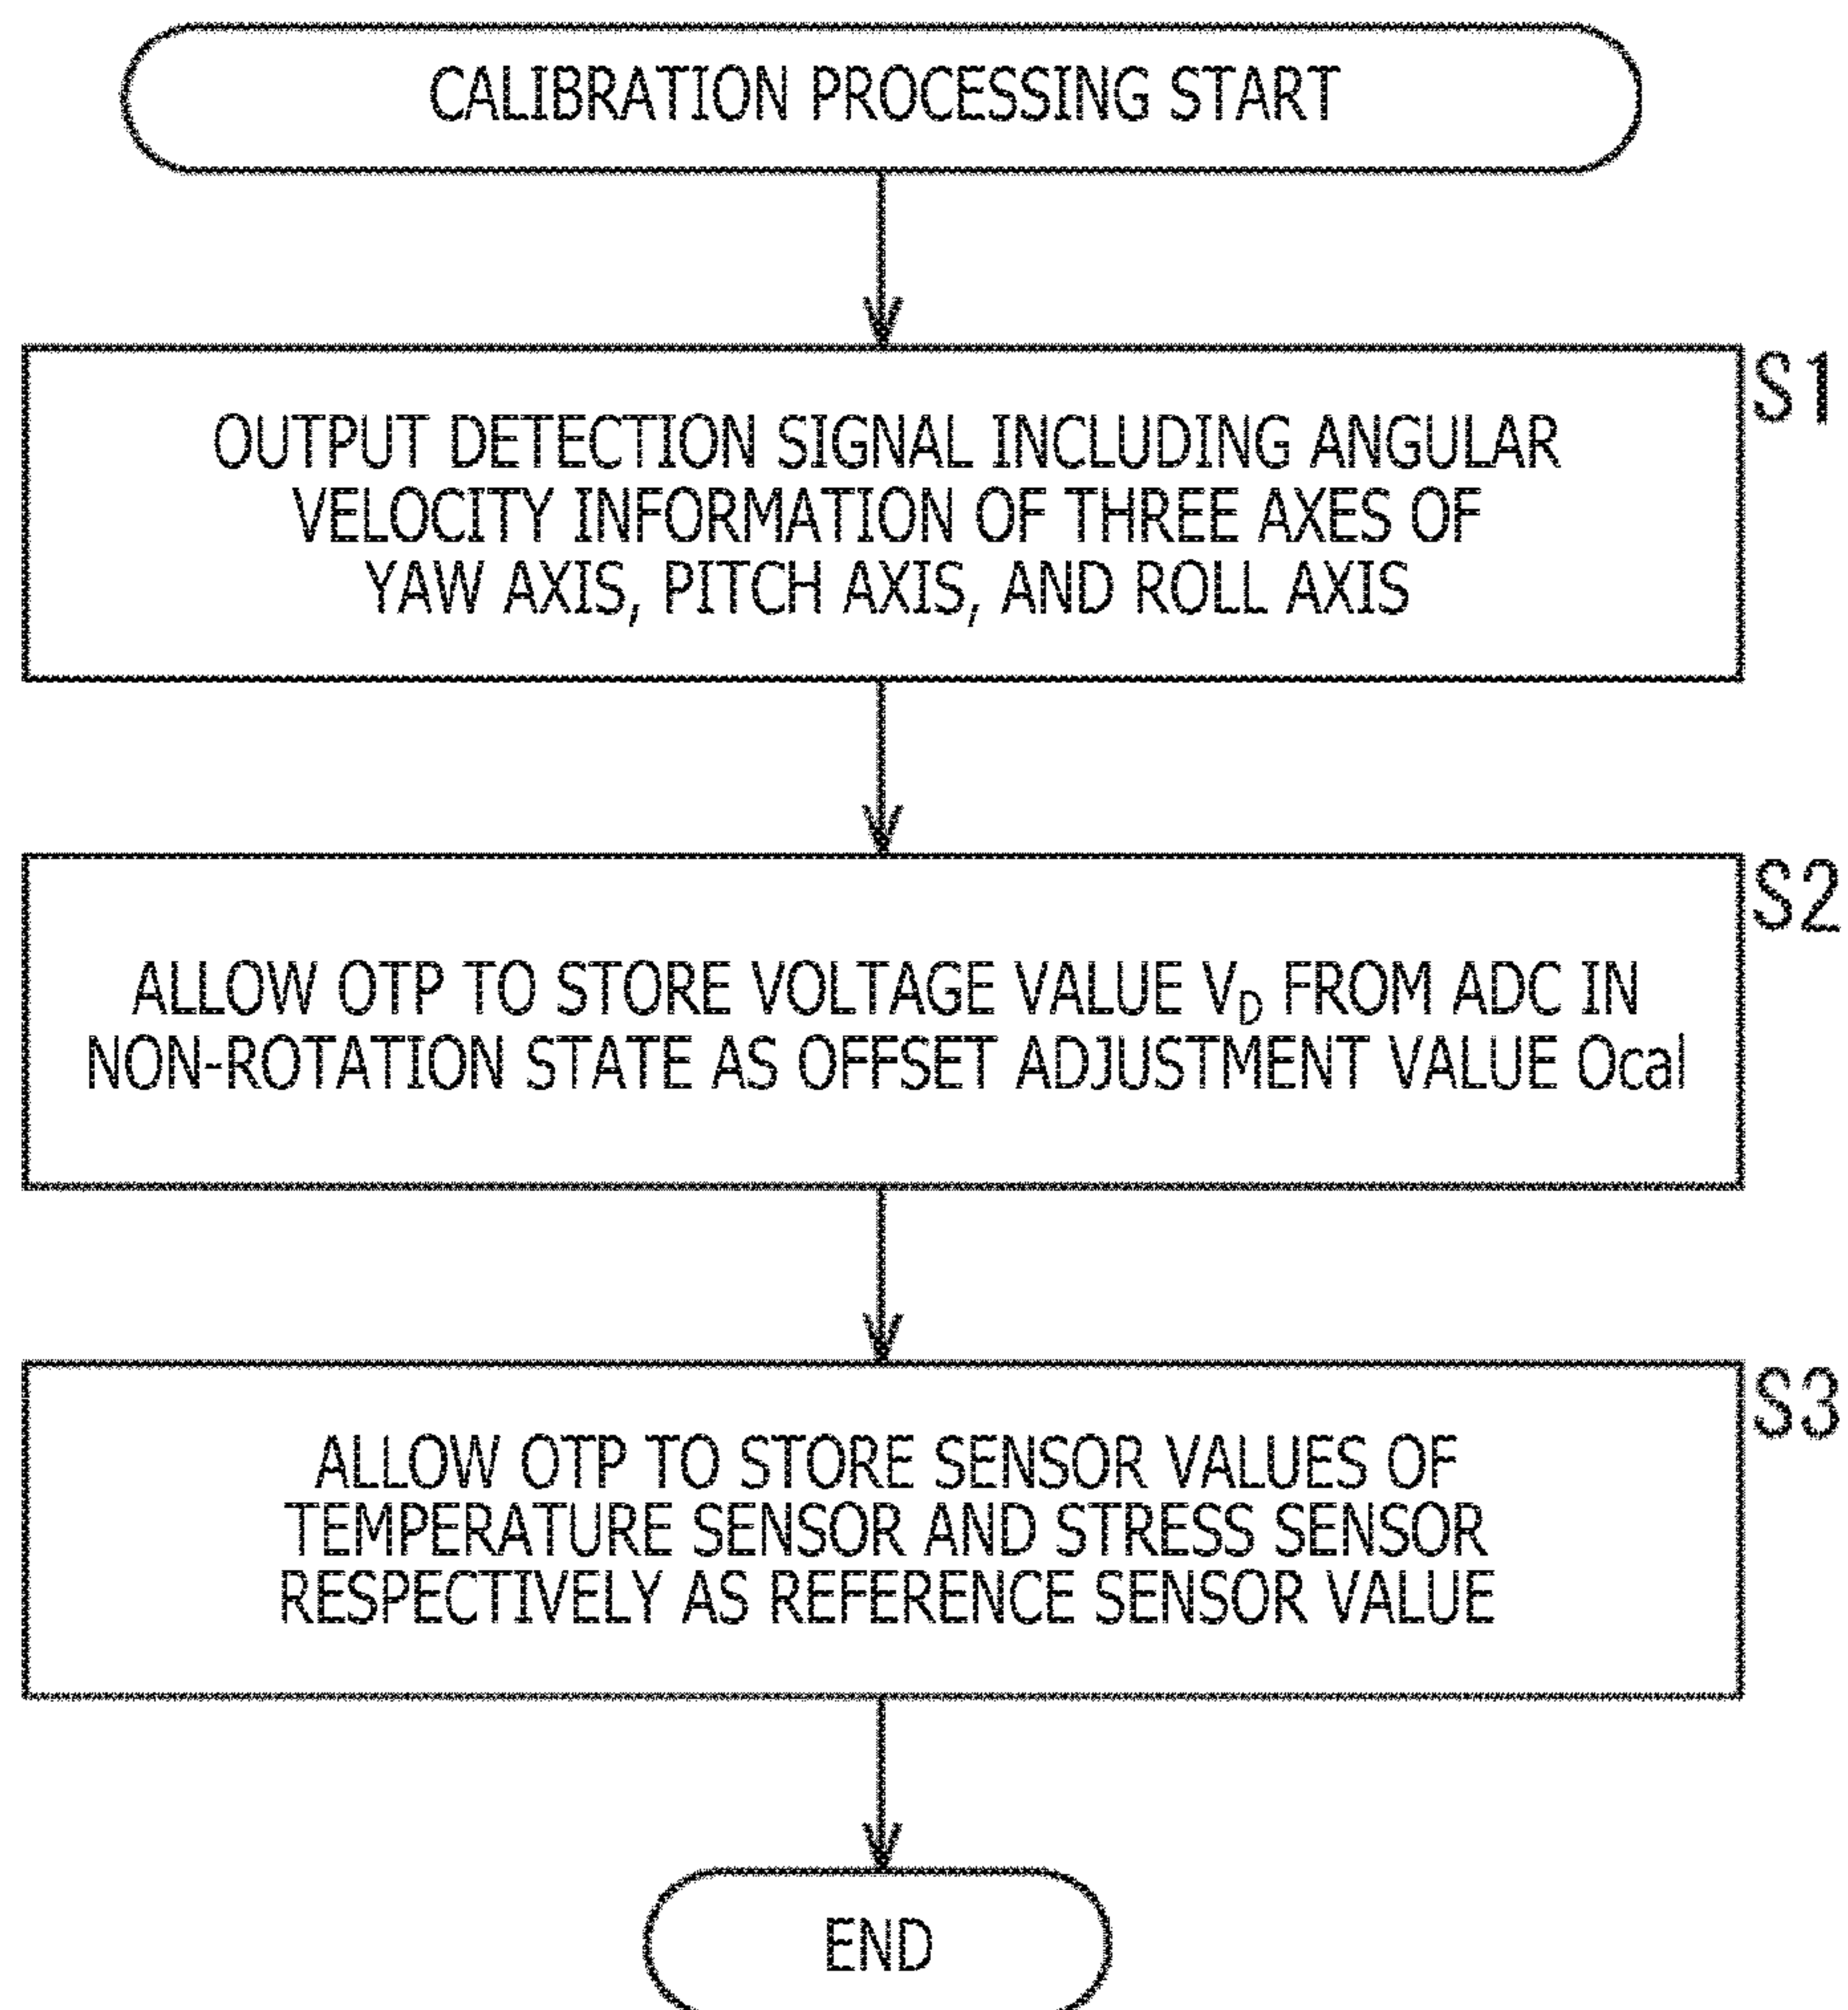 CALIBRATION PROCESSING START
S1
OUTPUT DETECTION SIGNAL INCLUDING ANGULAR
VELOCITY INFORMATION OF THREE AXES OF
YAW AXIS, PITCH AXIS, AND ROLL AXIS
S2
ALLOW OTP TO STORE VOLTAGE VALUE V_D FROM ADC IN
NON-ROTATION STATE AS OFFSET ADJUSTMENT VALUE Ocal
S3
ALLOW OTP TO STORE SENSOR VALUES OF
TEMPERATURE SENSOR AND STRESS SENSOR
RESPECTIVELY AS REFERENCE SENSOR VALUE
END